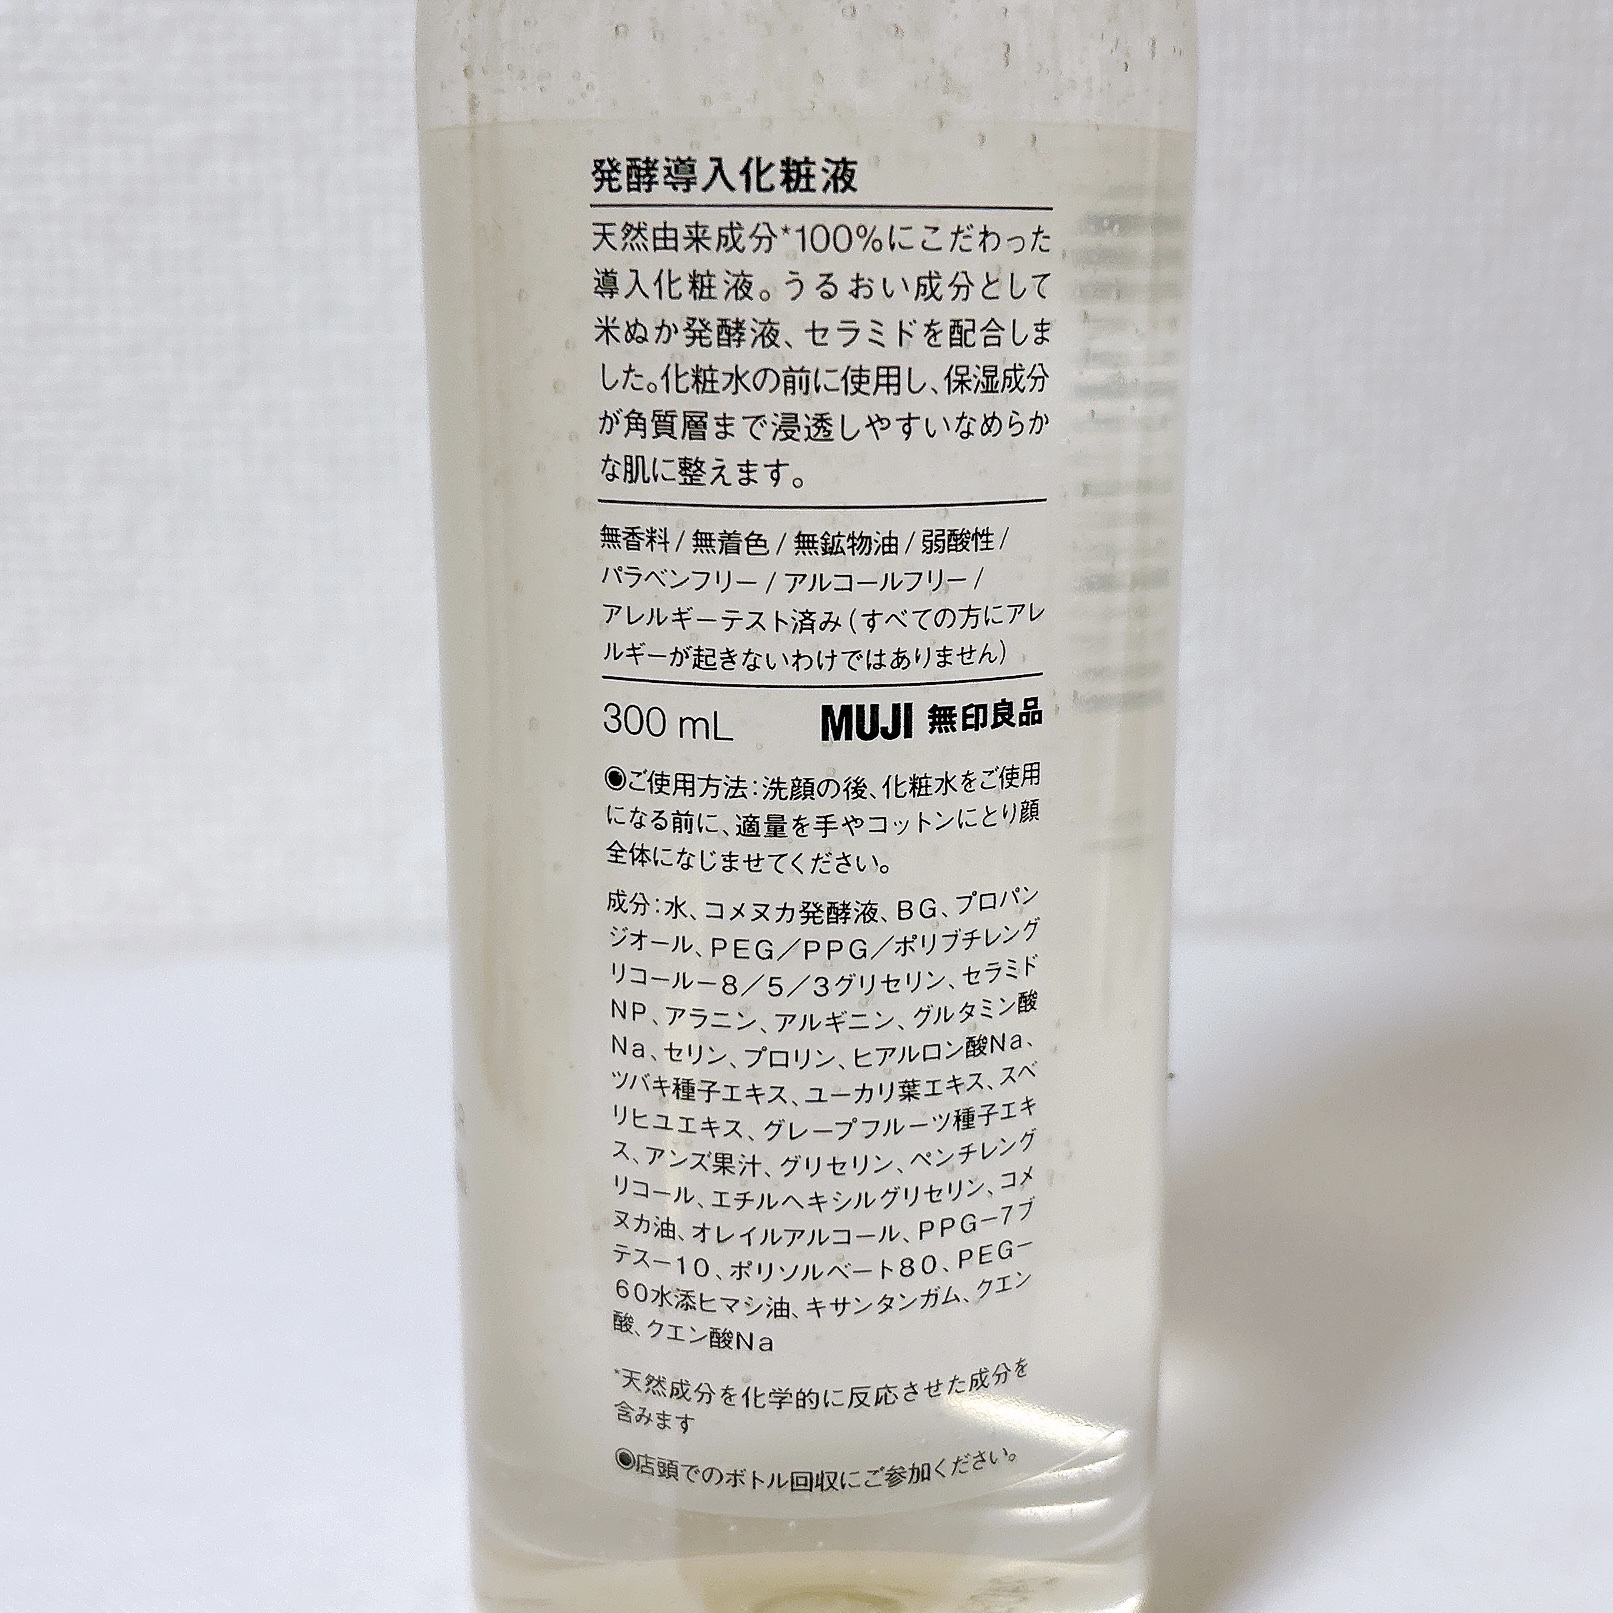 発酵導入化粧液
天然由来成分*100%にこだわった
導入化粧液。うるおい成分として
米ぬか発酵液、セラミドを配合しま
した。化粧水の前に使用し、保湿成分
が角質層まで浸透しやすいなめらか
な肌に整えます。
無香料/無着色/無鉱物油/弱酸性/
パラベンフリー/アルコールフリー/
アレルギーテスト済み(すべての方にアレ
ルギーが起きないわけではありません)
300 mL MUJI 無印良品
◉ご使用方法:洗顔の後、化粧水をご使用
になる前に、適量を手やコットンにとり顔
全体になじませてください。
成分:水、コメヌカ発酵液、BG、プロパン
ジオール、PEG/PPG/ポリブチレング
リコール-8/5/3グリセリン、セラミド
NP、アラニン、アルギニン、グルタミン酸
Na、セリン、プロリン、ヒアルロン酸Na、
ツバキ種子エキス、ユーカリ葉エキス、スベ
リヒユエキス、グレープフルーツ種子エキ
ス、アンズ果汁、グリセリン、ペンチレング
リコール、エチルヘキシルグリセリン、コメ
ヌカ油、オレイルアルコール、PPG-7ブ
テス-10、ポリソルベート80、PEG-
60水添ヒマシ油、キサンタンガム、クエン
酸、クエン酸Na
*天然成分を化学的に反応させた成分を
含みます
◉店頭でのボトル回収にご参加ください。